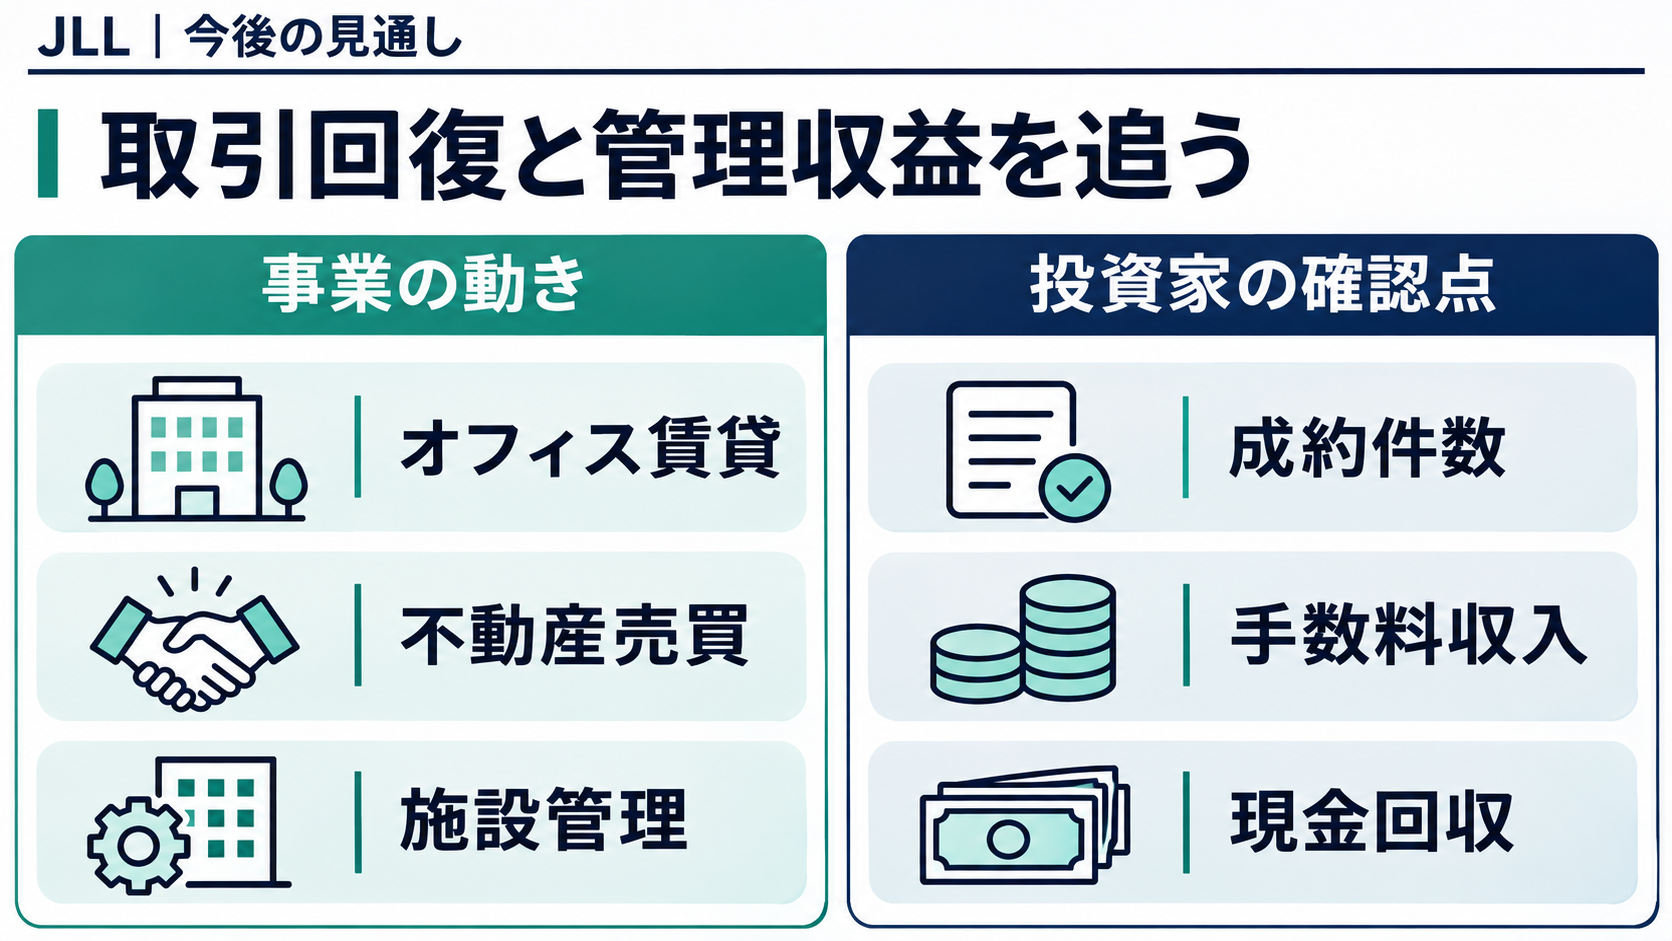 JLL｜今後の見通し
取引回復と管理収益を追う
事業の動き
オフィス賃貸
不動産売買
施設管理
投資家の確認点
成約件数
手数料収入
現金回収